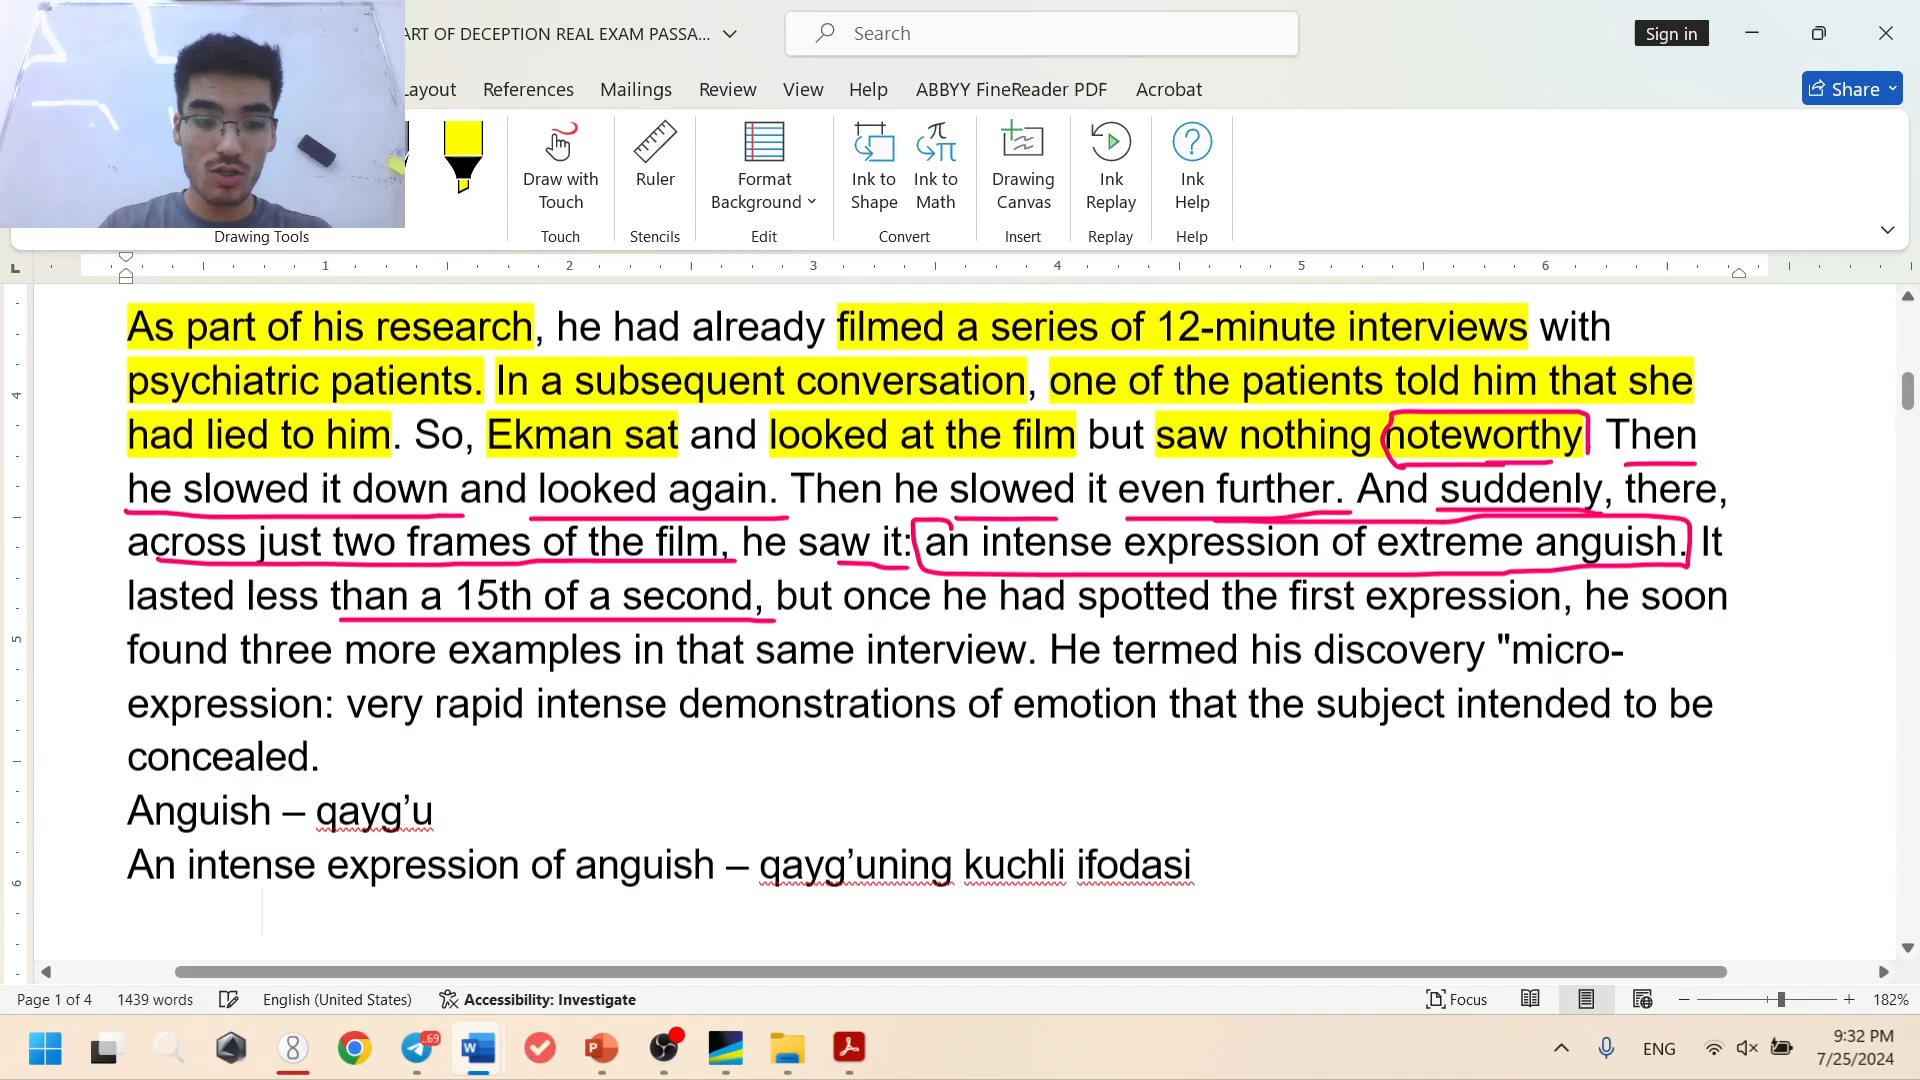 ART OF DECEPTION REAL EXAM PASSA...
Search
Sign in
Layout
References
Mailings
Review
View
Help
ABBYY FineReader PDF
Acrobat
Share
Draw with Touch
Ruler
Format Background
Ink to Shape
Ink to Math
Drawing Canvas
Ink Replay
Ink Help
Drawing Tools
Touch
Stencils
Edit
Convert
Insert
Replay
Help
L
1 2 3 4 5 6
As part of his research, he had already filmed a series of 12-minute interviews with
psychiatric patients. In a subsequent conversation, one of the patients told him that she
had lied to him. So, Ekman sat and looked at the film but saw nothing noteworthy. Then
he slowed it down and looked again. Then he slowed it even further. And suddenly, there,
across just two frames of the film, he saw it: an intense expression of extreme anguish. It
lasted less than a 15th of a second, but once he had spotted the first expression, he soon
found three more examples in that same interview. He termed his discovery "micro-
expression: very rapid intense demonstrations of emotion that the subject intended to be
concealed.
Anguish – qayg’u
An intense expression of anguish – qayg’uning kuchli ifodasi
4
5
6
Page 1 of 4
1439 words
English (United States)
Accessibility: Investigate
Focus
182%
.69
ENG
9:32 PM
7/25/2024